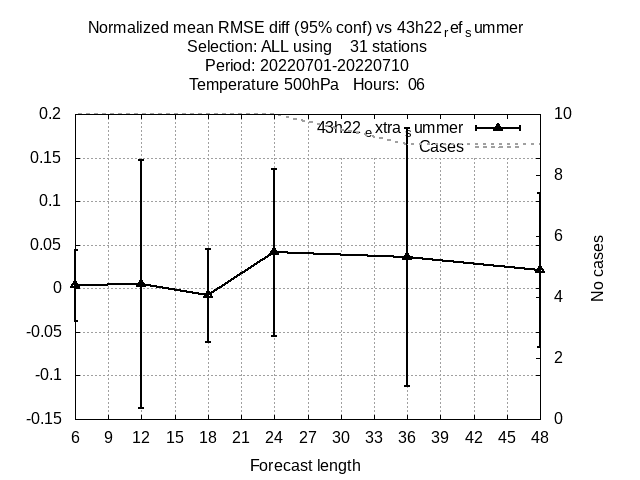 Normalized mean RMSE diff (95% conf) vs 43h22refsummer
Selection: ALL using 31 stations
Period: 20220701-20220710
Temperature 500hPa Hours: 06
43h22extrasummer
Cases
0.2
0.15
0.1
0.05
0
-0.05
-0.1
-0.15
10
8
6
4
2
0
No cases
6 9 12 15 18 21 24 27 30 33 36 39 42 45 48
Forecast length